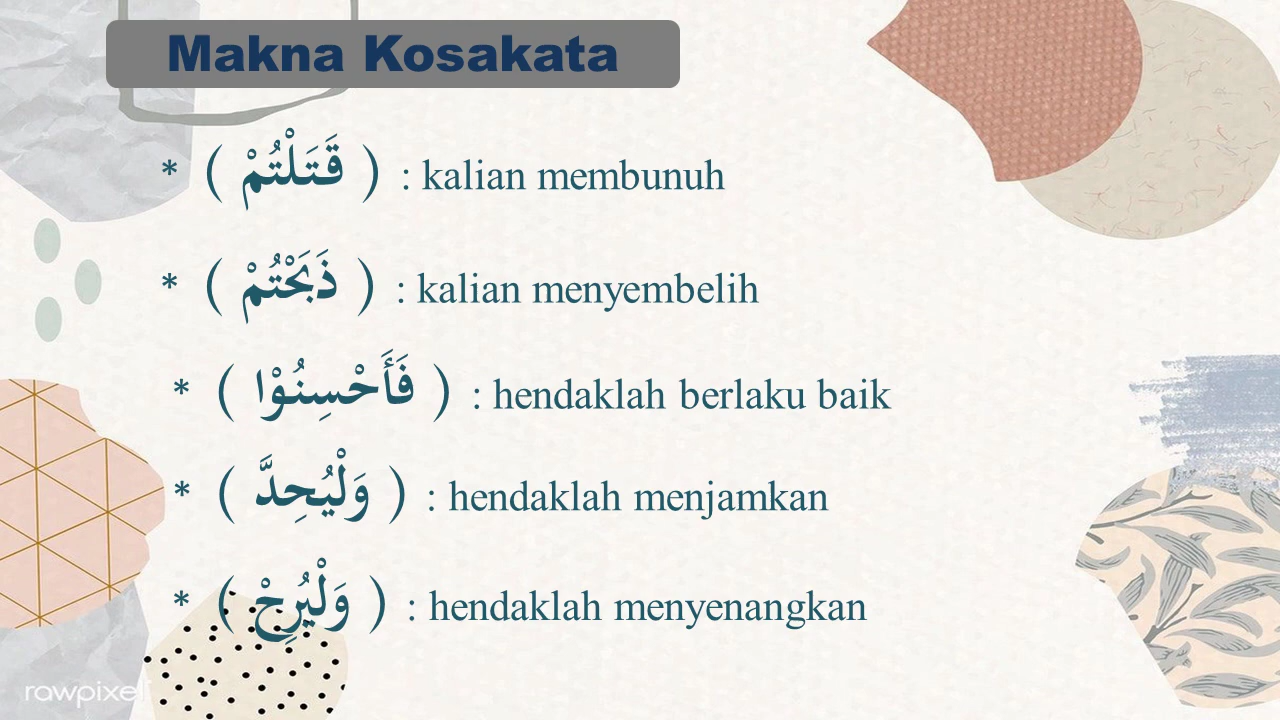 Makna Kosakata
* ( قَتَلْتُمْ ) : kalian membunuh
* ( ذَبَحْتُمْ ) : kalian menyembelih
* ( فَأَحْسِنُوْا ) : hendaklah berlaku baik
* ( وَلْيُحِدَّ ) : hendaklah menjamkan
* ( وَلْيُرِحْ ) : hendaklah menyenangkan
rawpixel